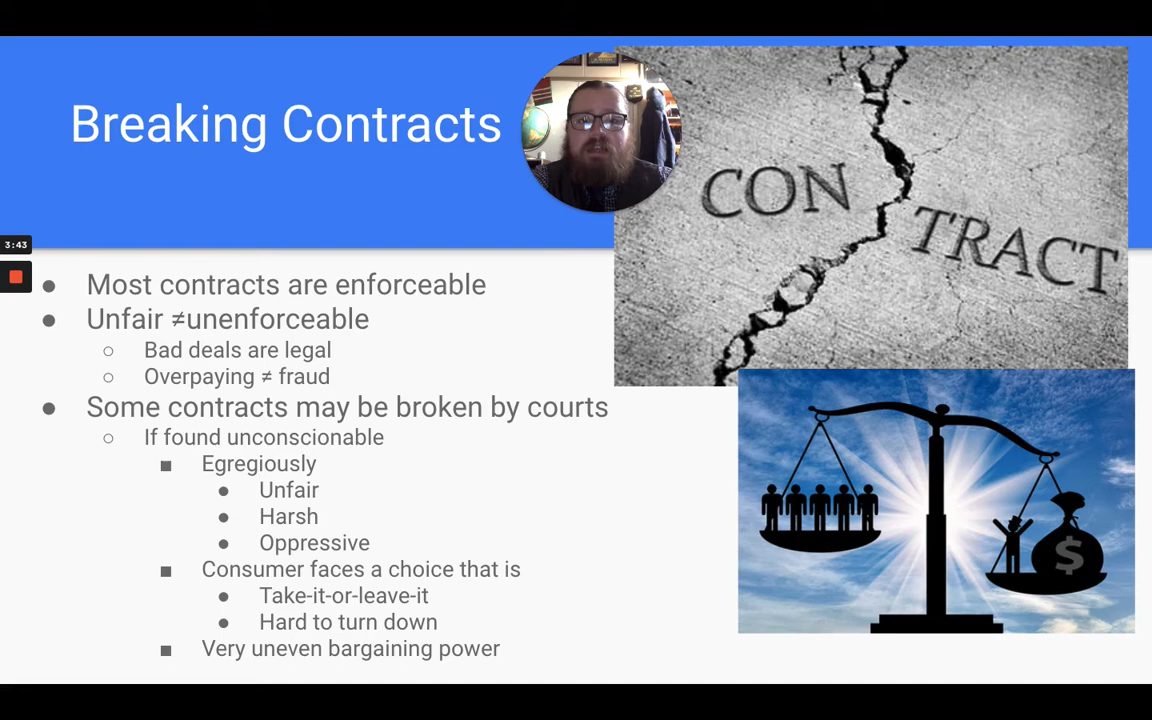 Breaking Contracts
CON
TRACT
3:43
Most contracts are enforceable
Unfair ≠unenforceable
Bad deals are legal
Overpaying ≠ fraud
Some contracts may be broken by courts
If found unconscionable
Egregiously
Unfair
Harsh
Oppressive
Consumer faces a choice that is
Take-it-or-leave-it
Hard to turn down
Very uneven bargaining power
$